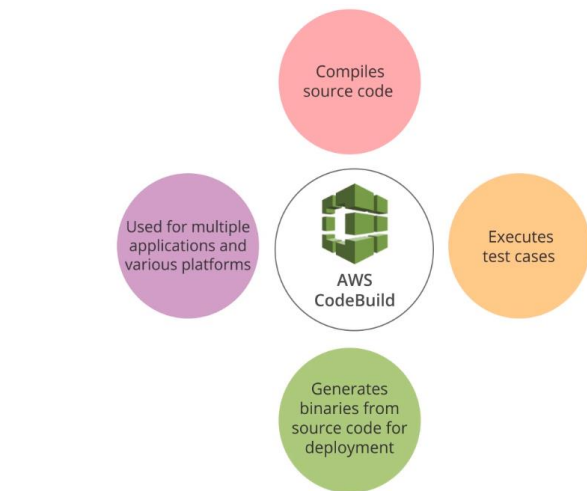 Compiles
source code
Used for multiple
applications and
various platforms
AWS
CodeBuild
Executes
test cases
Generates
binaries from
source code for
deployment